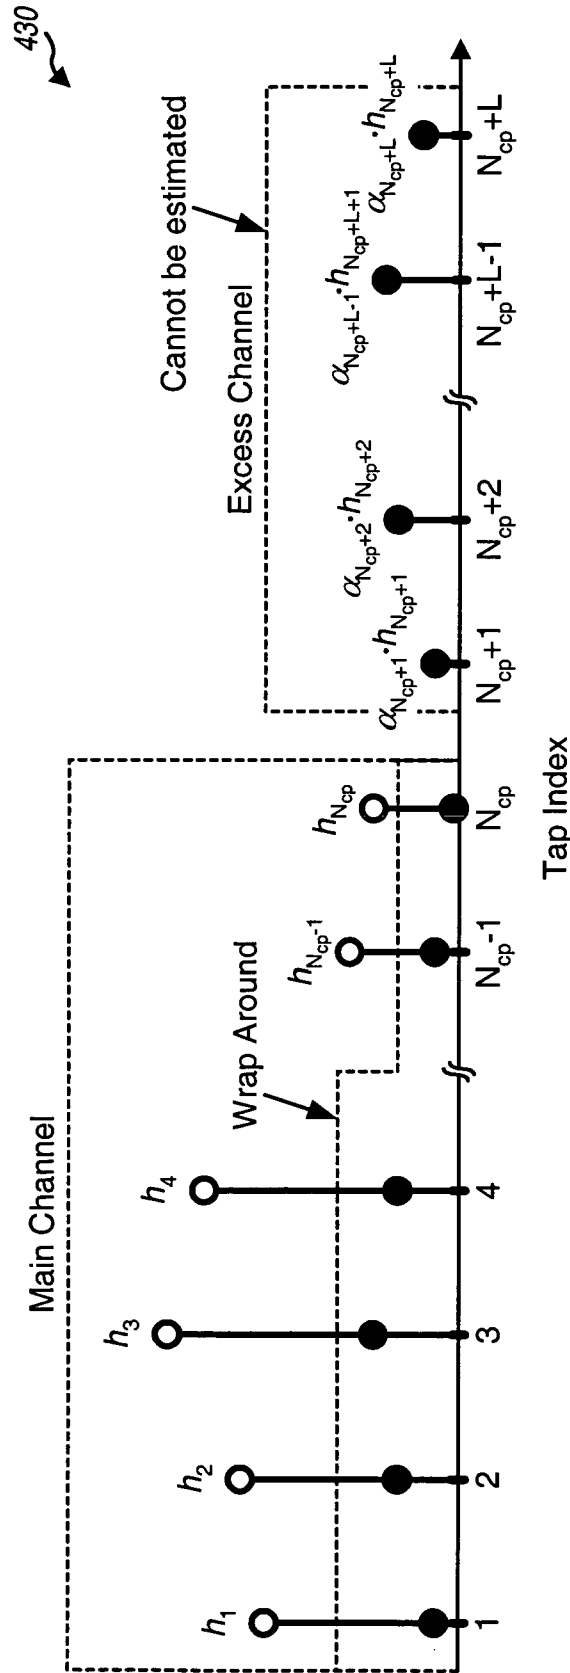 430
Main Channel
Cannot be estimated
Excess Channel
Wrap Around
h1
h2
h3
h4
hNcp-1
hNcp
αNcp+1·hNcp+1
αNcp+2·hNcp+2
αNcp+L-1·hNcp+L+1
αNcp+L·hNcp+L
1
2
3
4
Ncp-1
Ncp
Ncp+1
Ncp+2
Ncp+L-1
Ncp+L
Tap Index